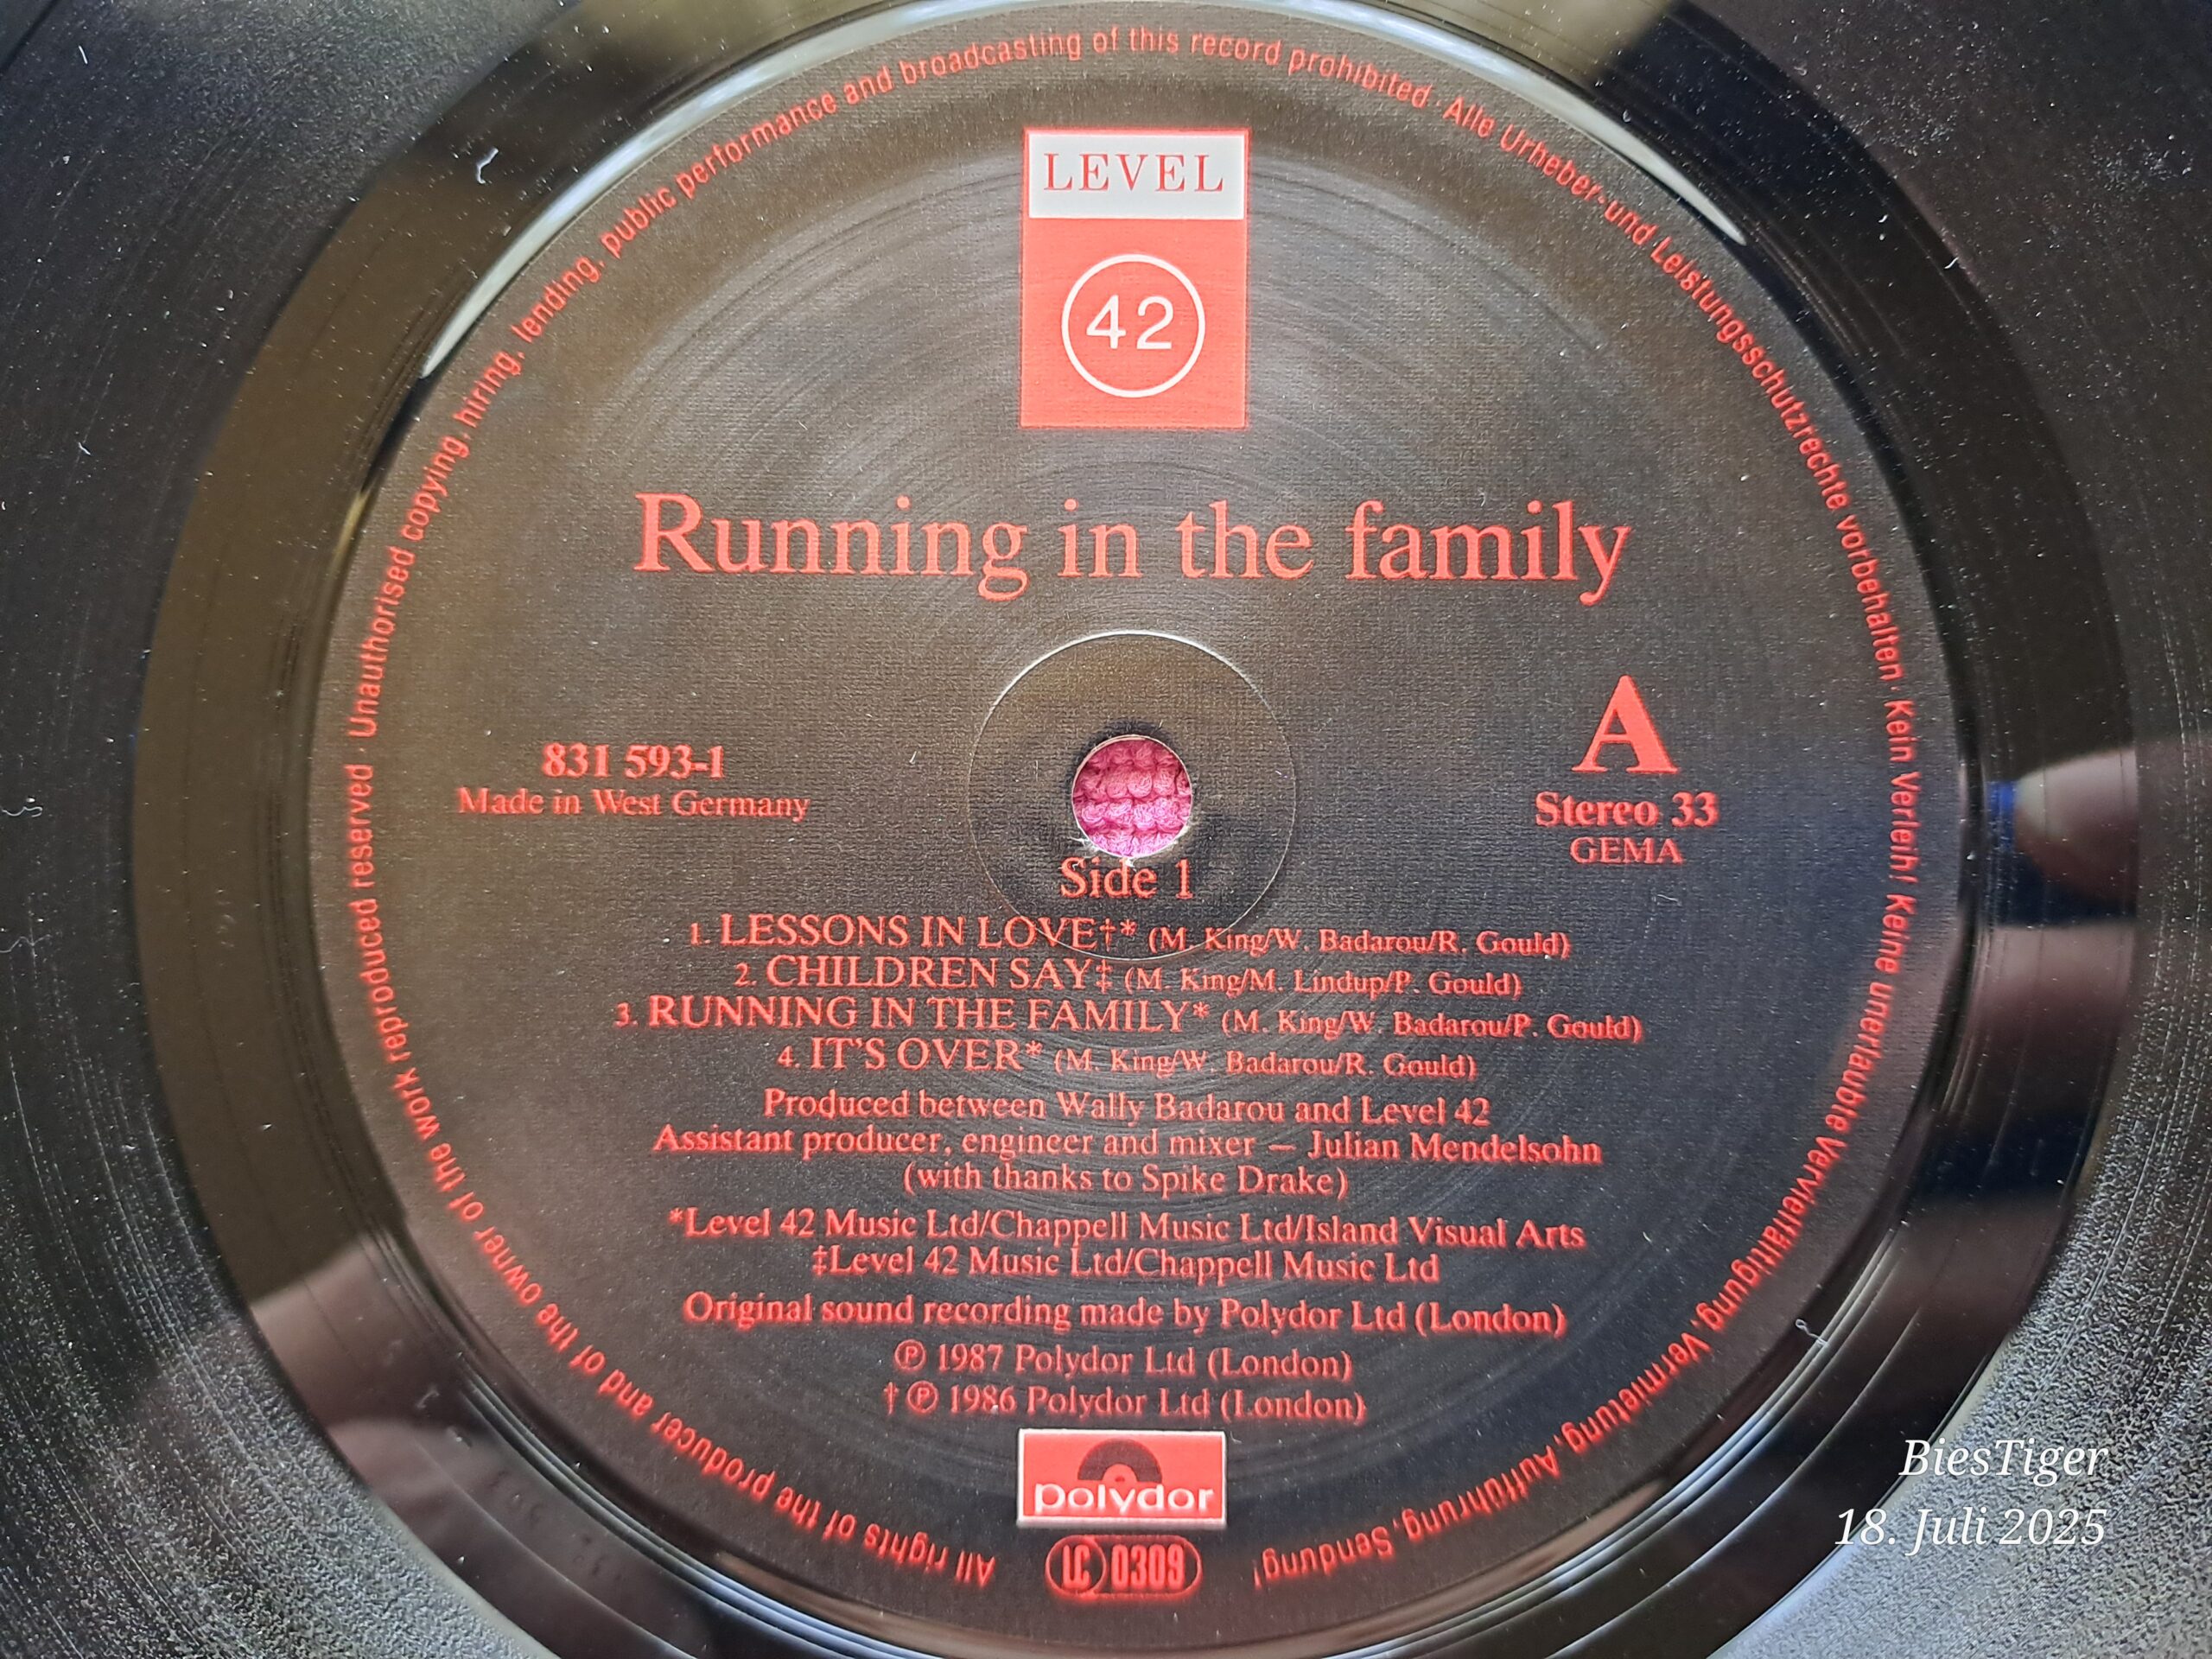 All rights of the producer and of the owner of the work reproduced reserved · Unauthorised copying, hiring, lending, public performance and broadcasting of this record prohibited · Alle Urheber- und Leistungsschutzrechte vorbehalten · Kein Verleih! Keine unerlaubte Vervielfältigung, Vermietung, Aufführung, Sendung!
LEVEL
42
Running in the family
831 593-1
Made in West Germany
A
Stereo 33
GEMA
Side 1
1. LESSONS IN LOVE†* (M. King/W. Badarou/R. Gould)
2. CHILDREN SAY‡ (M. King/M. Lindup/P. Gould)
3. RUNNING IN THE FAMILY* (M. King/W. Badarou/P. Gould)
4. IT'S OVER* (M. King/W. Badarou/R. Gould)
Produced between Wally Badarou and Level 42
Assistant producer, engineer and mixer – Julian Mendelsohn
(with thanks to Spike Drake)
*Level 42 Music Ltd/Chappell Music Ltd/Island Visual Arts
‡Level 42 Music Ltd/Chappell Music Ltd
Original sound recording made by Polydor Ltd (London)
℗ 1987 Polydor Ltd (London)
† ℗ 1986 Polydor Ltd (London)
polydor
LC 0309
BiesTiger
18. Juli 2025